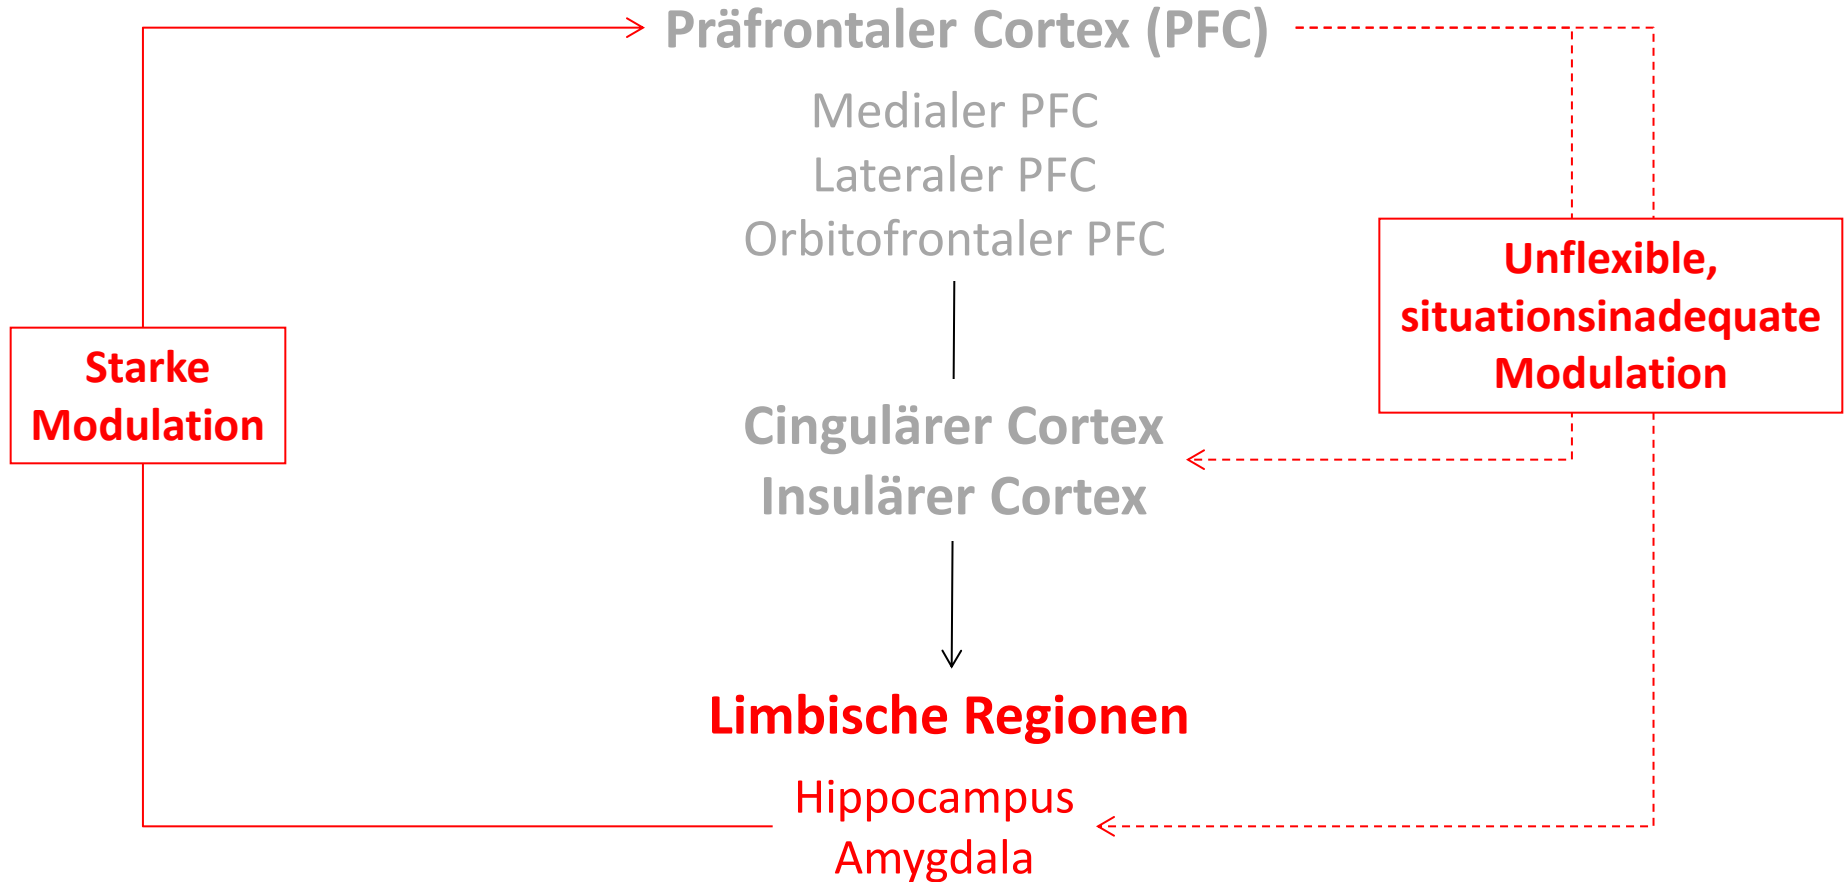 Präfrontaler Cortex (PFC)
Medialer PFC
Lateraler PFC
Orbitofrontaler PFC
Unflexible,
situationsinadequate
Modulation
Starke
Modulation
Cingulärer Cortex
Insulärer Cortex
Limbische Regionen
Hippocampus
Amygdala